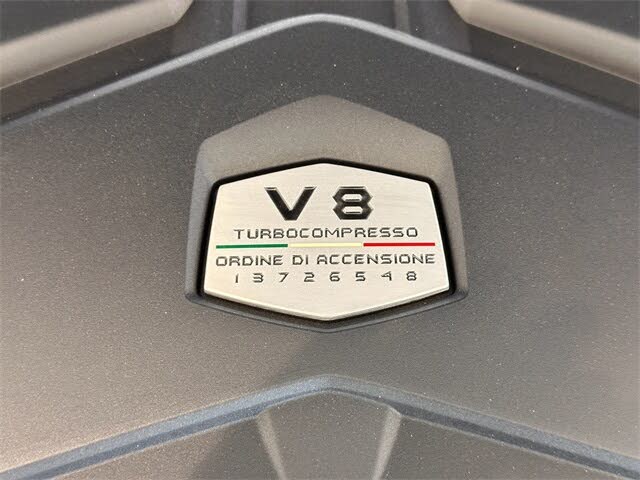 V8
TURBOCOMPRESSO
ORDINE DI ACCENSIONE
1 3 7 2 6 5 4 8